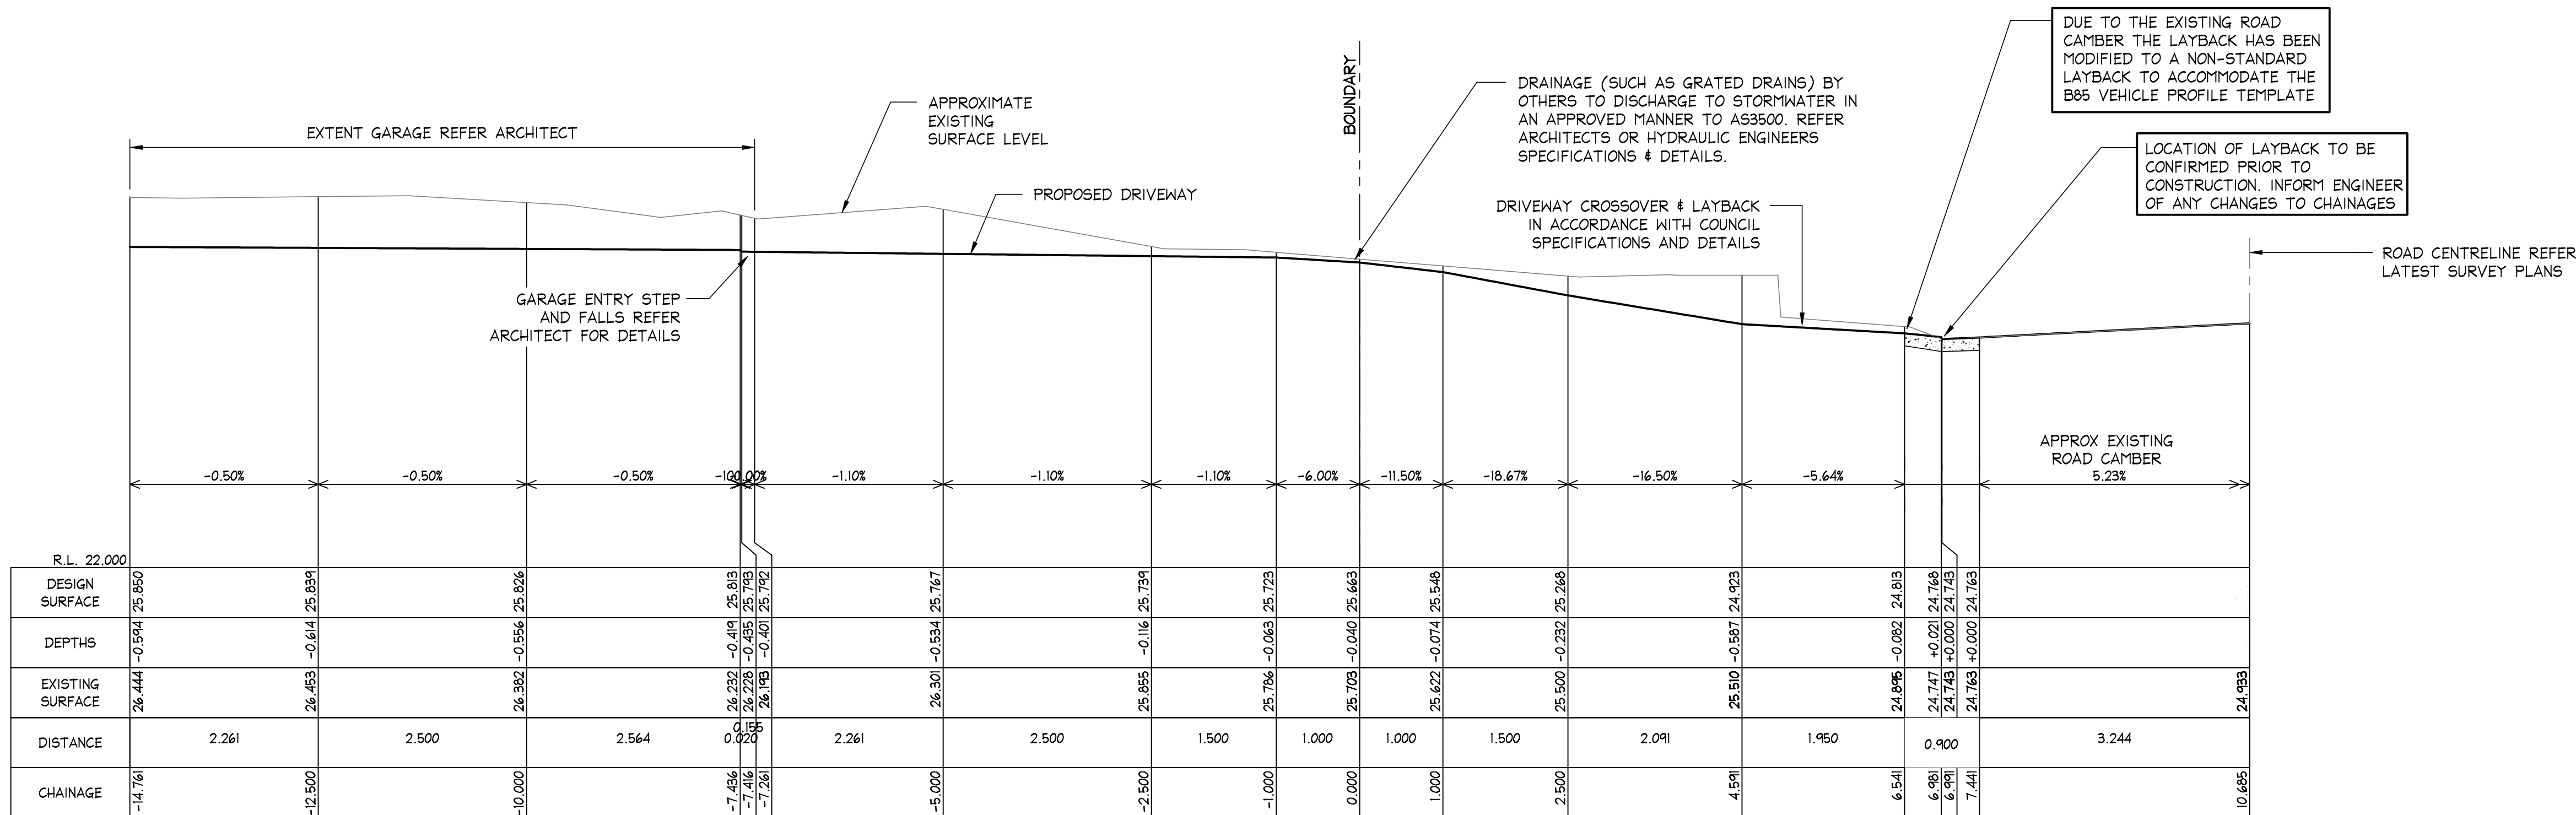 DUE TO THE EXISTING ROAD
CAMBER THE LAYBACK HAS BEEN
MODIFIED TO A NON-STANDARD
LAYBACK TO ACCOMMODATE THE
B85 VEHICLE PROFILE TEMPLATE
BOUNDARY
DRAINAGE (SUCH AS GRATED DRAINS) BY
OTHERS TO DISCHARGE TO STORMWATER IN
AN APPROVED MANNER TO AS3500. REFER
ARCHITECTS OR HYDRAULIC ENGINEERS
SPECIFICATIONS & DETAILS.
APPROXIMATE
EXISTING
SURFACE LEVEL
EXTENT GARAGE REFER ARCHITECT
LOCATION OF LAYBACK TO BE
CONFIRMED PRIOR TO
CONSTRUCTION. INFORM ENGINEER
OF ANY CHANGES TO CHAINAGES
PROPOSED DRIVEWAY
DRIVEWAY CROSSOVER & LAYBACK
IN ACCORDANCE WITH COUNCIL
SPECIFICATIONS AND DETAILS
ROAD CENTRELINE REFER
LATEST SURVEY PLANS
GARAGE ENTRY STEP
AND FALLS REFER
ARCHITECT FOR DETAILS
APPROX EXISTING
ROAD CAMBER
-0.50% -0.50% -0.50% -100.00% -1.10% -1.10% -1.10% -6.00% -11.50% -18.67% -16.50% -5.64% 5.23%
R.L. 22.000
DESIGN
SURFACE
25.850 25.839 25.826 25.813 25.793 25.792 25.767 25.739 25.723 25.663 25.548 25.268 24.923 24.813 24.768 24.743 24.763
DEPTHS
-0.594 -0.614 -0.556 -0.419 -0.435 -0.401 -0.534 -0.116 -0.063 -0.040 -0.074 -0.232 -0.587 -0.082 +0.021 +0.000 +0.000
EXISTING
SURFACE
26.444 26.453 26.382 26.232 26.228 26.193 26.301 25.855 25.786 25.703 25.622 25.500 25.510 24.895 24.747 24.743 24.763 24.933
DISTANCE
2.261 2.500 2.564 0.020 0.155 2.261 2.500 1.500 1.000 1.000 1.500 2.091 1.950 0.900 3.244
CHAINAGE
-14.761 -12.500 -10.000 -7.436 -7.416 -7.261 -5.000 -2.500 -1.000 0.000 1.000 2.500 4.591 6.541 6.981 6.991 7.441 10.685